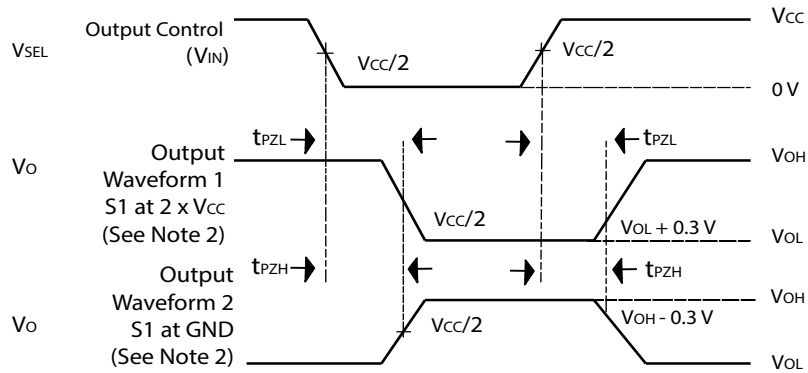 VSEL
Output Control
(VIN)
VCC/2
VCC/2
VCC
0 V
tPZL
tPZL
VO
Output
Waveform 1
S1 at 2 x VCC
(See Note 2)
VCC/2
VOL + 0.3 V
VOH
VOL
tPZH
tPZH
VO
Output
Waveform 2
S1 at GND
(See Note 2)
VCC/2
VOH - 0.3 V
VOH
VOL